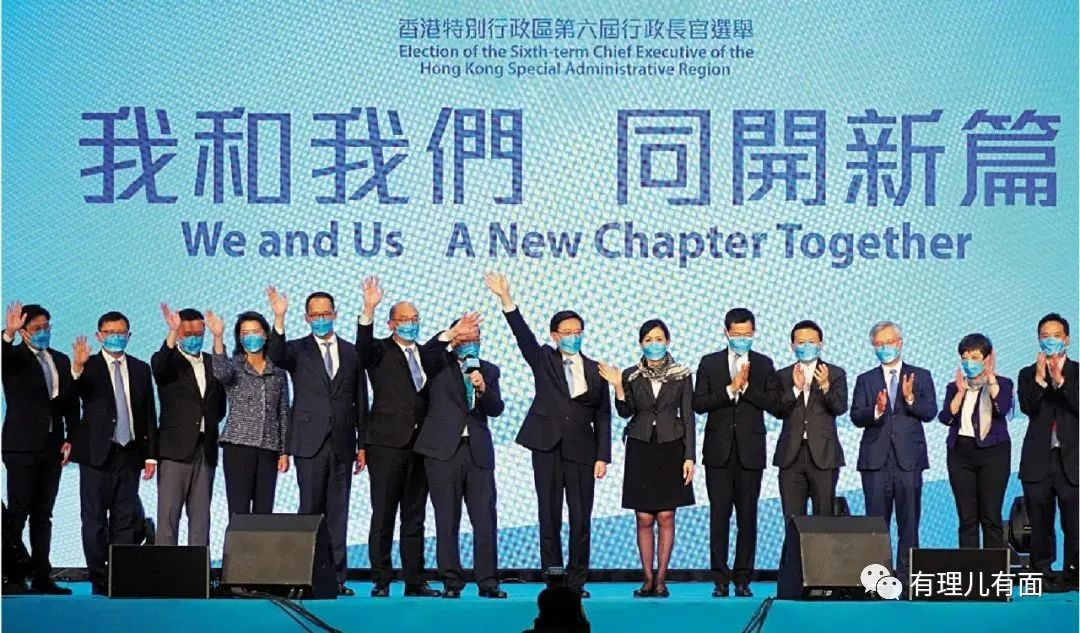 香港特別行政區第六屆行政長官選舉
Election of the Sixth-term Chief Executive of the
Hong Kong Special Administrative Region
我和我們 同開新篇
We and Us A New Chapter Together
有理儿有面